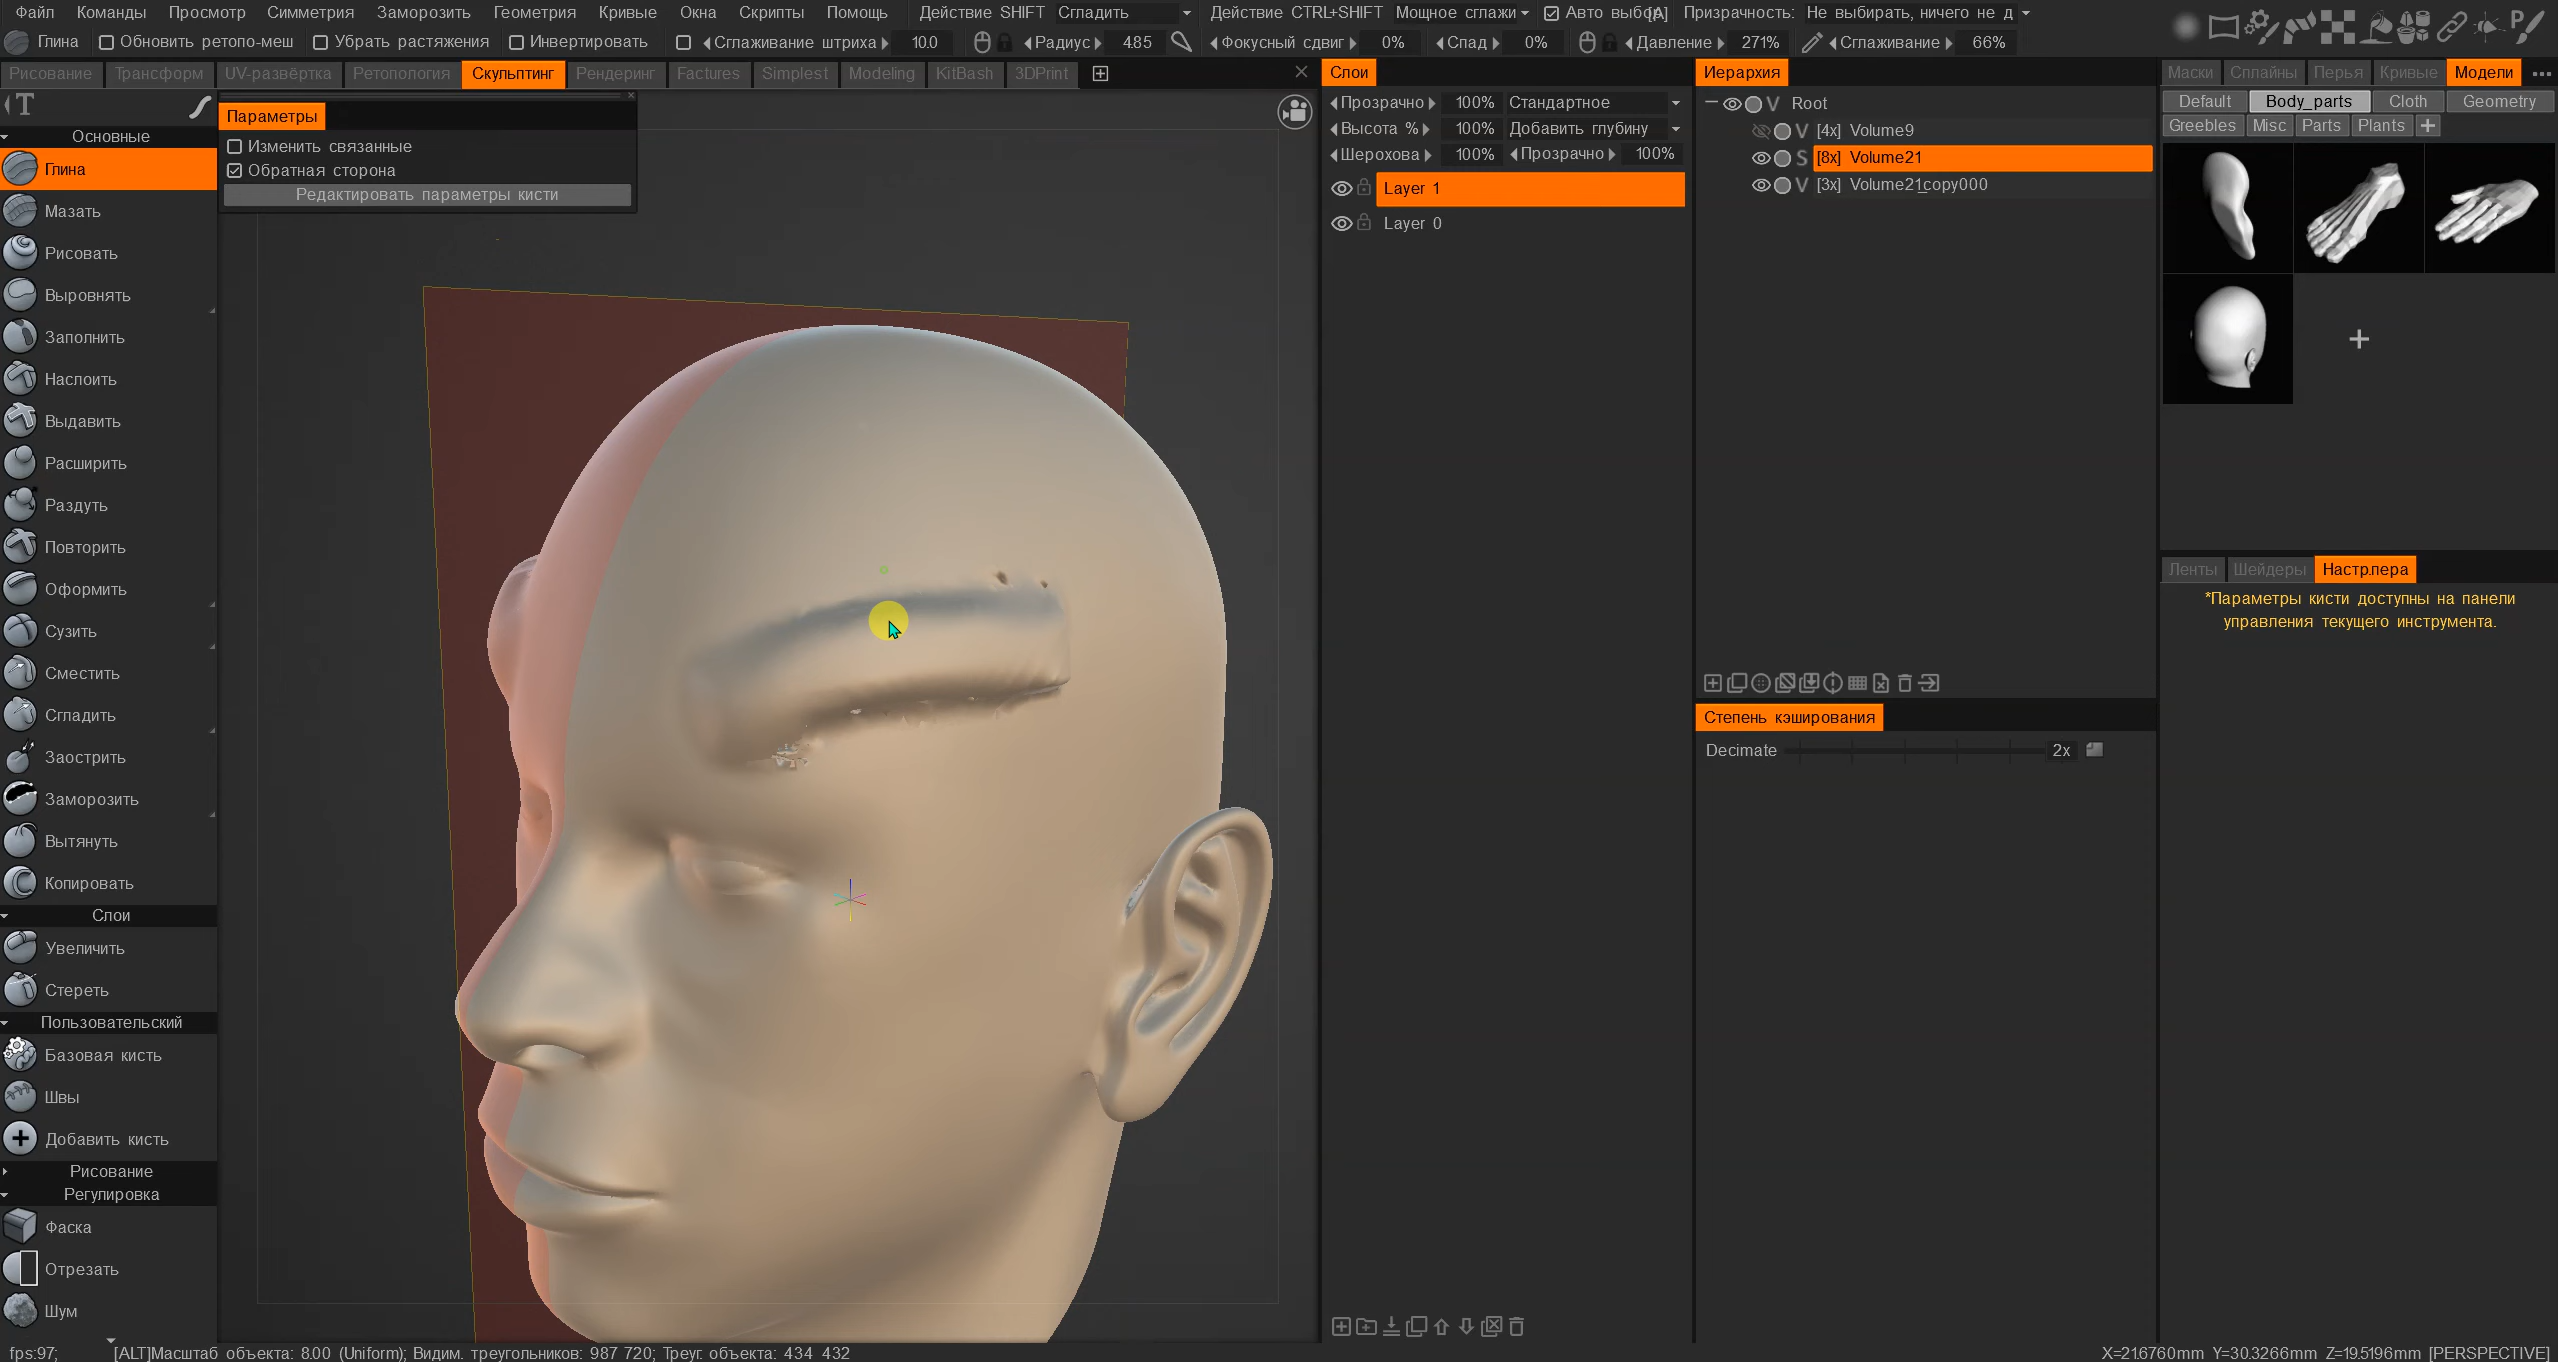 Файл Команды Просмотр Симметрия Заморозить Геометрия Кривые Окна Скрипты Помощь Действие SHIFT Сгладить Действие CTRL+SHIFT Мощное сглажи Авто выбор[A] Призрачность: Не выбирать, ничего не д
Глина Обновить ретопо-меш Убрать растяжения Инвертировать Сглаживание штриха 10.0 Радиус 4.85 Фокусный сдвиг 0% Спад 0% Давление 271% Сглаживание 66%
Рисование Трансформ UV-развёртка Ретопология Скульптинг Рендеринг Factures Simplest Modeling KitBash 3DPrint
Слои
Иерархия
Маски Сплайны Перья Кривые Модели
T
Параметры
Изменить связанные
Обратная сторона
Редактировать параметры кисти
Основные
Глина
Мазать
Рисовать
Выровнять
Заполнить
Наслоить
Выдавить
Расширить
Раздуть
Повторить
Оформить
Сузить
Сместить
Сгладить
Заострить
Заморозить
Вытянуть
Копировать
Слои
Увеличить
Стереть
Пользовательский
Базовая кисть
Швы
Добавить кисть
Рисование
Регулировка
Фаска
Отрезать
Шум
Прозрачно 100% Стандартное
Высота % 100% Добавить глубину
Шерохова 100% Прозрачно 100%
Layer 1
Layer 0
Root
V
V [4x] Volume9
S [8x] Volume21
V [3x] Volume21_copy000
Степень кэширования
Decimate 2x
Default Body_parts Cloth Geometry
Greebles Misc Parts Plants
P
Ленты Шейдеры Настр.пера
*Параметры кисти доступны на панели
управления текущего инструмента.
fps:97; [ALT]Масштаб объекта: 8.00 (Uniform); Видим. треугольников: 987 720; Треуг. объекта: 434 432
X=21.6760mm Y=30.3266mm Z=19.5196mm [PERSPECTIVE]